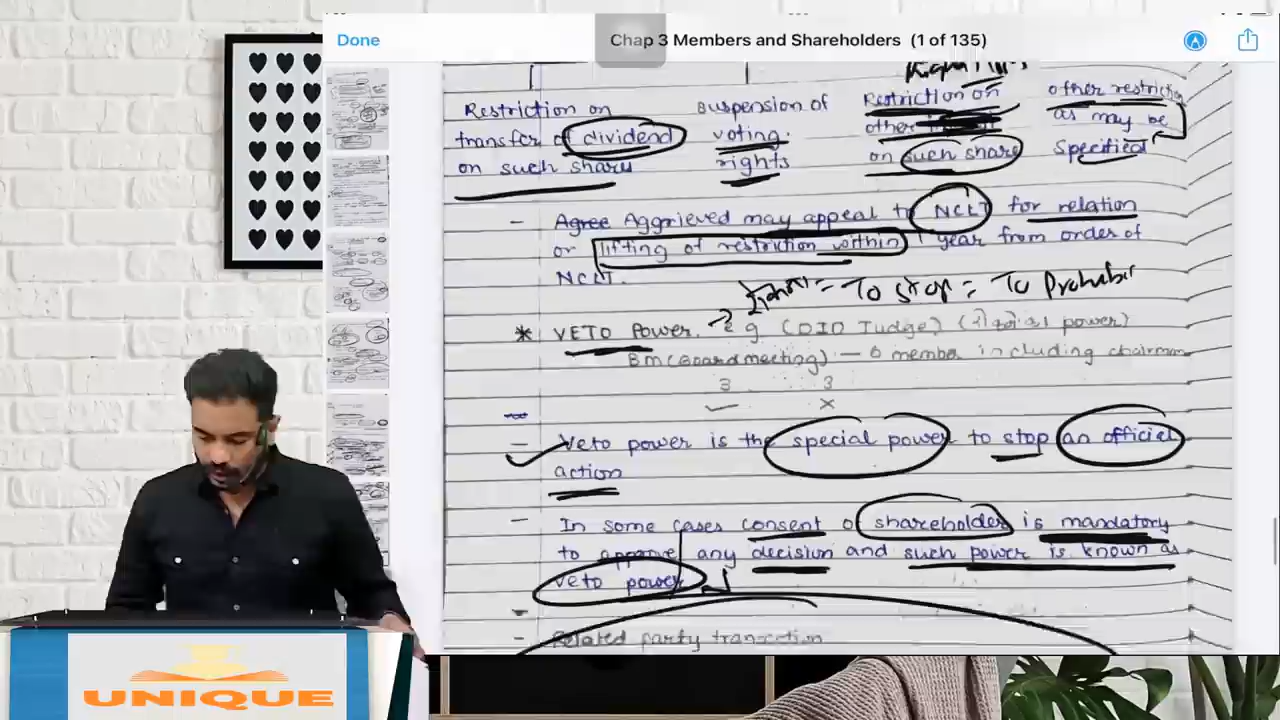 Done
Chap 3 Members and Shareholders (1 of 135)
Restriction on
transfer of dividend
on such shares
suspension of
voting
rights
Restriction on
other
on such share
other restriction
as may be
Specified
- Agree Aggrieved may appeal to NCLT for relation
or lifting of restriction within 1 year from order of
NCLT.
= To stop = To Prohibit
* VETO Power. → eg (DID Judge) ( power)
BM (Board meeting) — 6 member including chairman
3 3
✓ ×
- Veto power is the special power to stop an official
action
- In some cases consent of shareholder is mandatory
to approve any decision and such power is known as
veto power
- Related party transction
UNIQUE